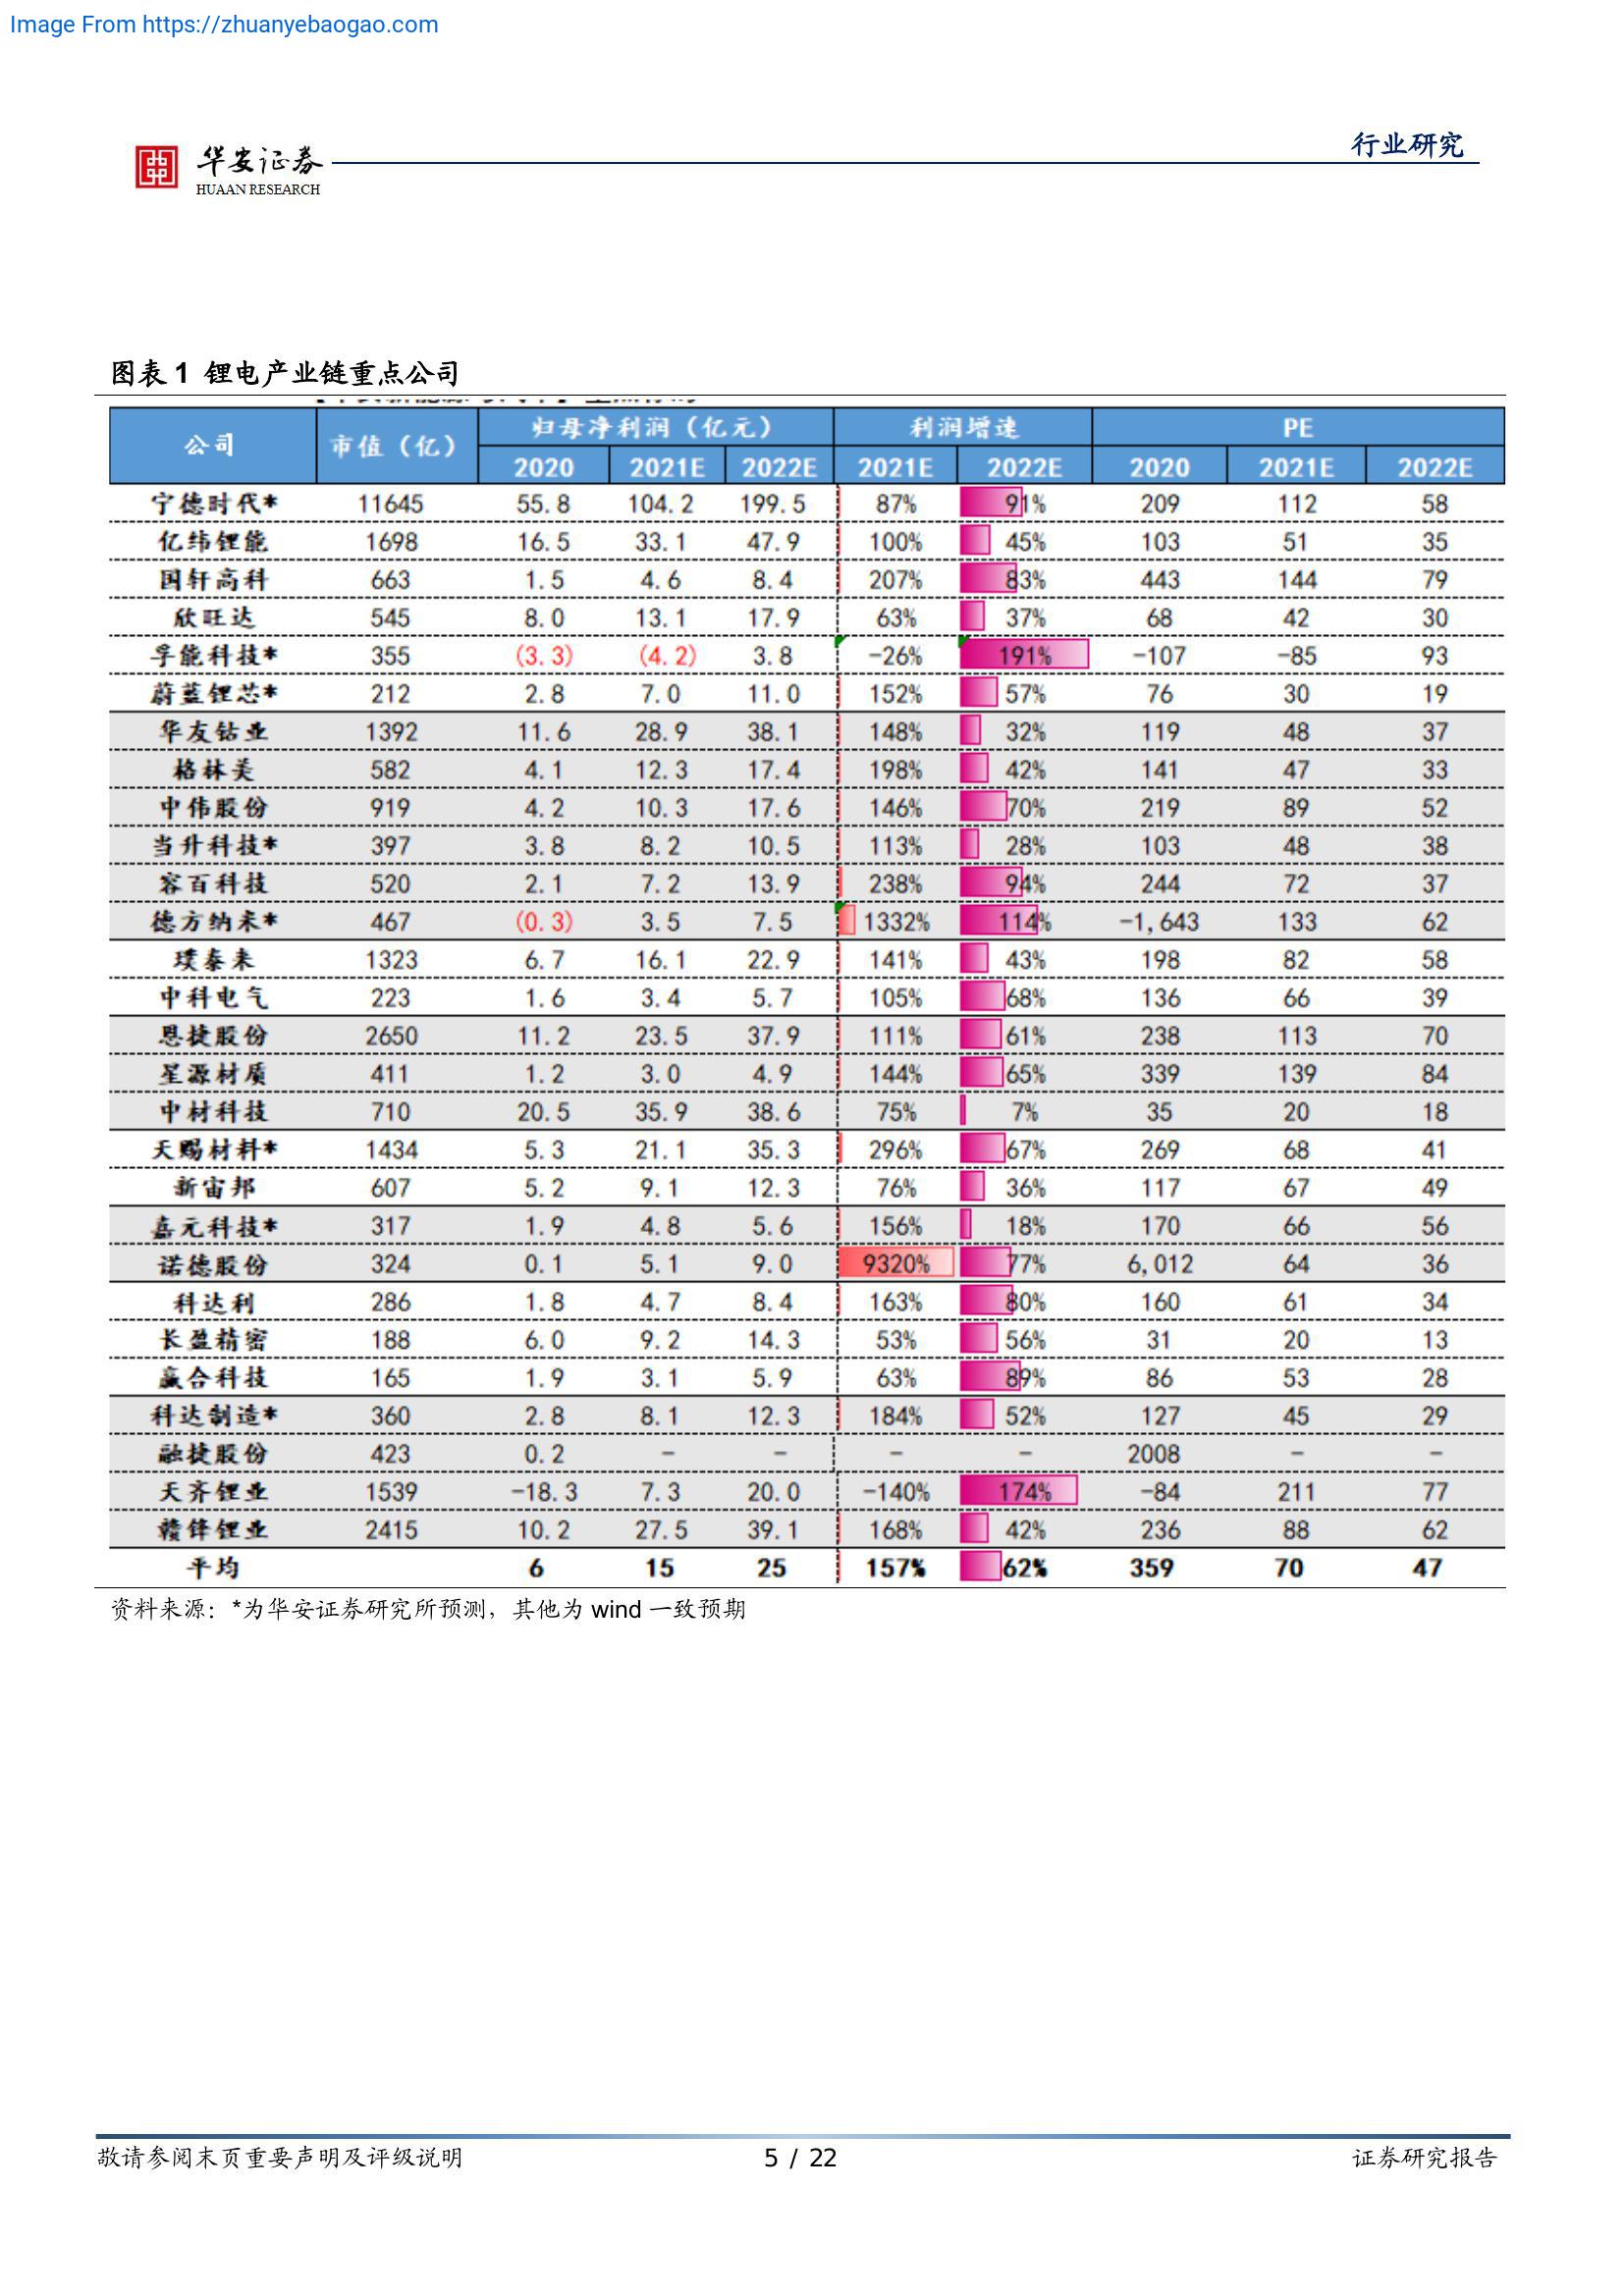 Image From https://zhuanyebaogao.com
华安证券
HUAAN RESEARCH
行业研究
图表 1 锂电产业链重点公司
公司 市值（亿） 归母净利润（亿元） 利润增速 PE
2020 2021E 2022E 2021E 2022E 2020 2021E 2022E
宁德时代* 11645 55.8 104.2 199.5 87% 91% 209 112 58
亿纬锂能 1698 16.5 33.1 47.9 100% 45% 103 51 35
国轩高科 663 1.5 4.6 8.4 207% 83% 443 144 79
欣旺达 545 8.0 13.1 17.9 63% 37% 68 42 30
孚能科技* 355 (3.3) (4.2) 3.8 -26% 191% -107 -85 93
蔚蓝锂芯* 212 2.8 7.0 11.0 152% 57% 76 30 19
华友钴业 1392 11.6 28.9 38.1 148% 32% 119 48 37
格林美 582 4.1 12.3 17.4 198% 42% 141 47 33
中伟股份 919 4.2 10.3 17.6 146% 70% 219 89 52
当升科技* 397 3.8 8.2 10.5 113% 28% 103 48 38
容百科技 520 2.1 7.2 13.9 238% 94% 244 72 37
德方纳米* 467 (0.3) 3.5 7.5 1332% 114% -1,643 133 62
璞泰来 1323 6.7 16.1 22.9 141% 43% 198 82 58
中科电气 223 1.6 3.4 5.7 105% 68% 136 66 39
恩捷股份 2650 11.2 23.5 37.9 111% 61% 238 113 70
星源材质 411 1.2 3.0 4.9 144% 65% 339 139 84
中材科技 710 20.5 35.9 38.6 75% 7% 35 20 18
天赐材料* 1434 5.3 21.1 35.3 296% 67% 269 68 41
新宙邦 607 5.2 9.1 12.3 76% 36% 117 67 49
嘉元科技* 317 1.9 4.8 5.6 156% 18% 170 66 56
诺德股份 324 0.1 5.1 9.0 9320% 77% 6,012 64 36
科达利 286 1.8 4.7 8.4 163% 80% 160 61 34
长盈精密 188 6.0 9.2 14.3 53% 56% 31 20 13
赢合科技 165 1.9 3.1 5.9 63% 89% 86 53 28
科达制造* 360 2.8 8.1 12.3 184% 52% 127 45 29
融捷股份 423 0.2 - - - - 2008 - -
天齐锂业 1539 -18.3 7.3 20.0 -140% 174% -84 211 77
赣锋锂业 2415 10.2 27.5 39.1 168% 42% 236 88 62
平均 6 15 25 157% 62% 359 70 47
资料来源：*为华安证券研究所预测，其他为 wind 一致预期
敬请参阅末页重要声明及评级说明 5 / 22 证券研究报告